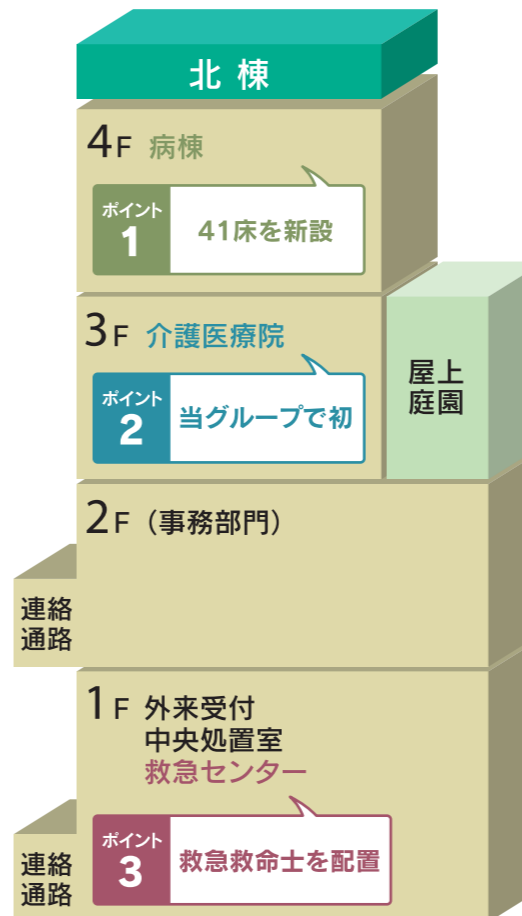 北棟
4F 病棟
ポイント
1
41床を新設
3F 介護医療院
ポイント
2
当グループで初
屋上
庭園
2F（事務部門）
連絡
通路
1F 外来受付
中央処置室
救急センター
ポイント
3
救急救命士を配置
連絡
通路